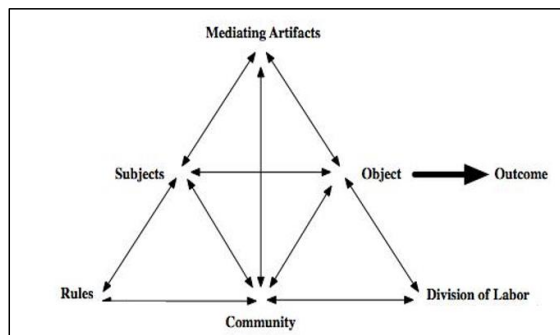 Mediating Artifacts
Subjects
Object
Outcome
Rules
Community
Division of Labor